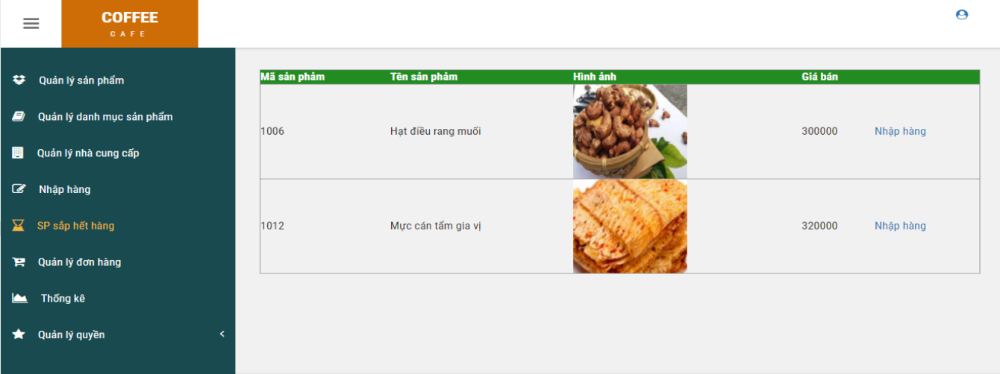 COFFEE
CAFE
Quản lý sản phẩm
Quản lý danh mục sản phẩm
Quản lý nhà cung cấp
Nhập hàng
SP sắp hết hàng
Quản lý đơn hàng
Thống kê
Quản lý quyền
Mã sản phẩm Tên sản phẩm Hình ảnh Giá bán
1006 Hạt điều rang muối 300000 Nhập hàng
1012 Mực cán tẩm gia vị 320000 Nhập hàng